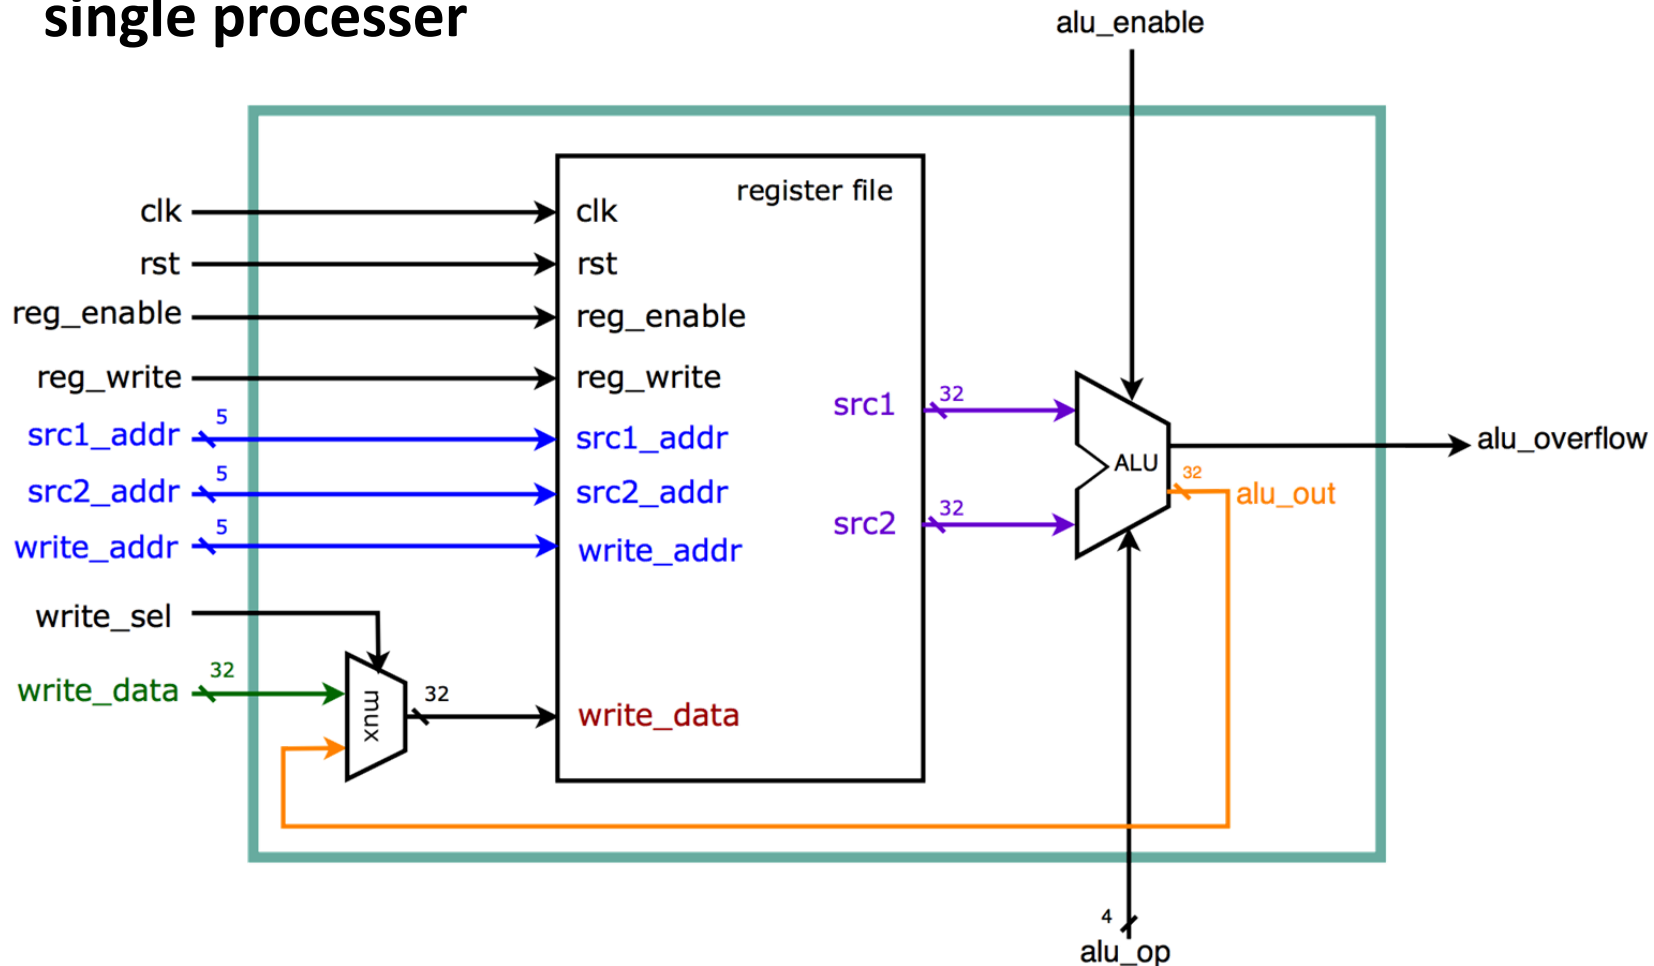 single processer
alu_enable
register file
clk
clk
rst
rst
reg_enable
reg_enable
reg_write
reg_write
src1
32
5
src1_addr
src1_addr
alu_overflow
ALU
32
alu_out
5
src2_addr
src2_addr
src2
32
5
write_addr
write_addr
write_sel
32
write_data
mux
32
write_data
4
alu_op